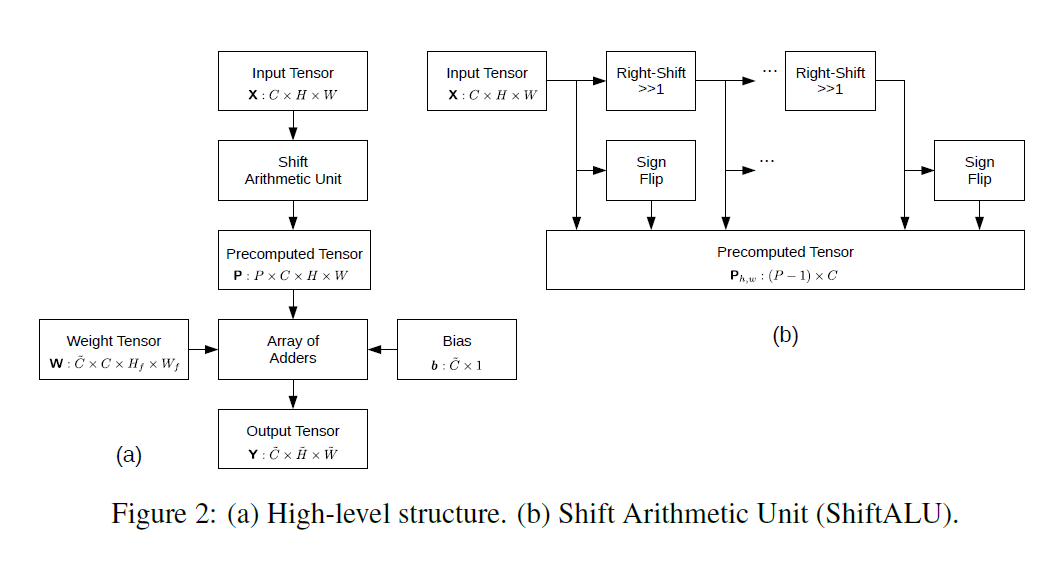 Input Tensor
X : C × H × W
Shift
Arithmetic Unit
Precomputed Tensor
P : P × C × H × W
Weight Tensor
W : C̃ × C × H_f × W_f
Array of
Adders
Bias
b : C̃ × 1
Output Tensor
Y : C̃ × H̃ × W̃
(a)
Input Tensor
X : C × H × W
Right-Shift
>>1
...
Right-Shift
>>1
Sign
Flip
...
Sign
Flip
Precomputed Tensor
P_{h,w} : (P − 1) × C
(b)
Figure 2: (a) High-level structure. (b) Shift Arithmetic Unit (ShiftALU).